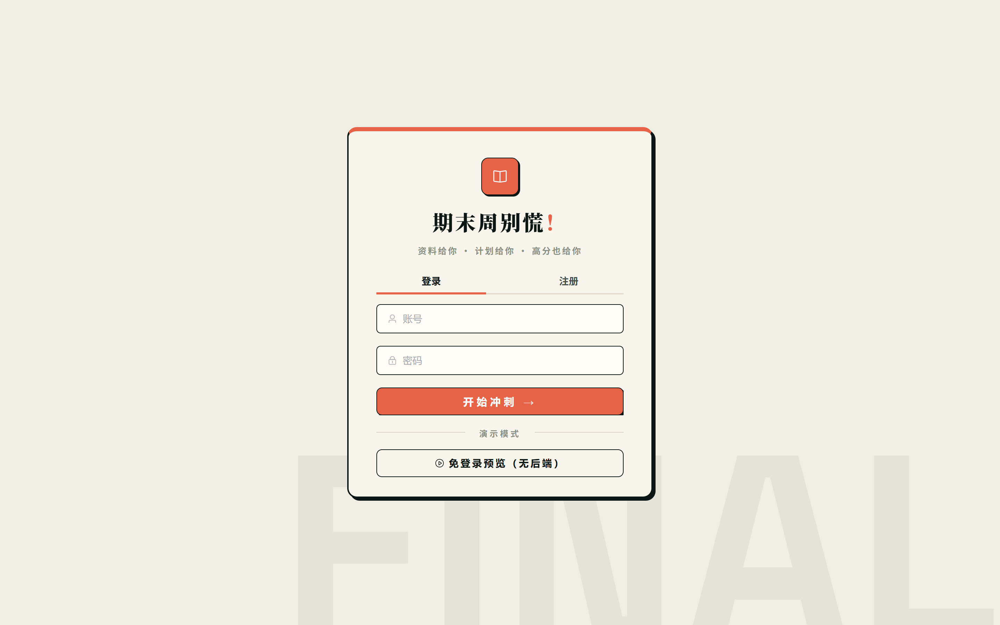 期末周别慌!
资料给你 • 计划给你 • 高分也给你
登录 注册
账号
密码
开始冲刺 →
演示模式
免登录预览（无后端）
FINAL